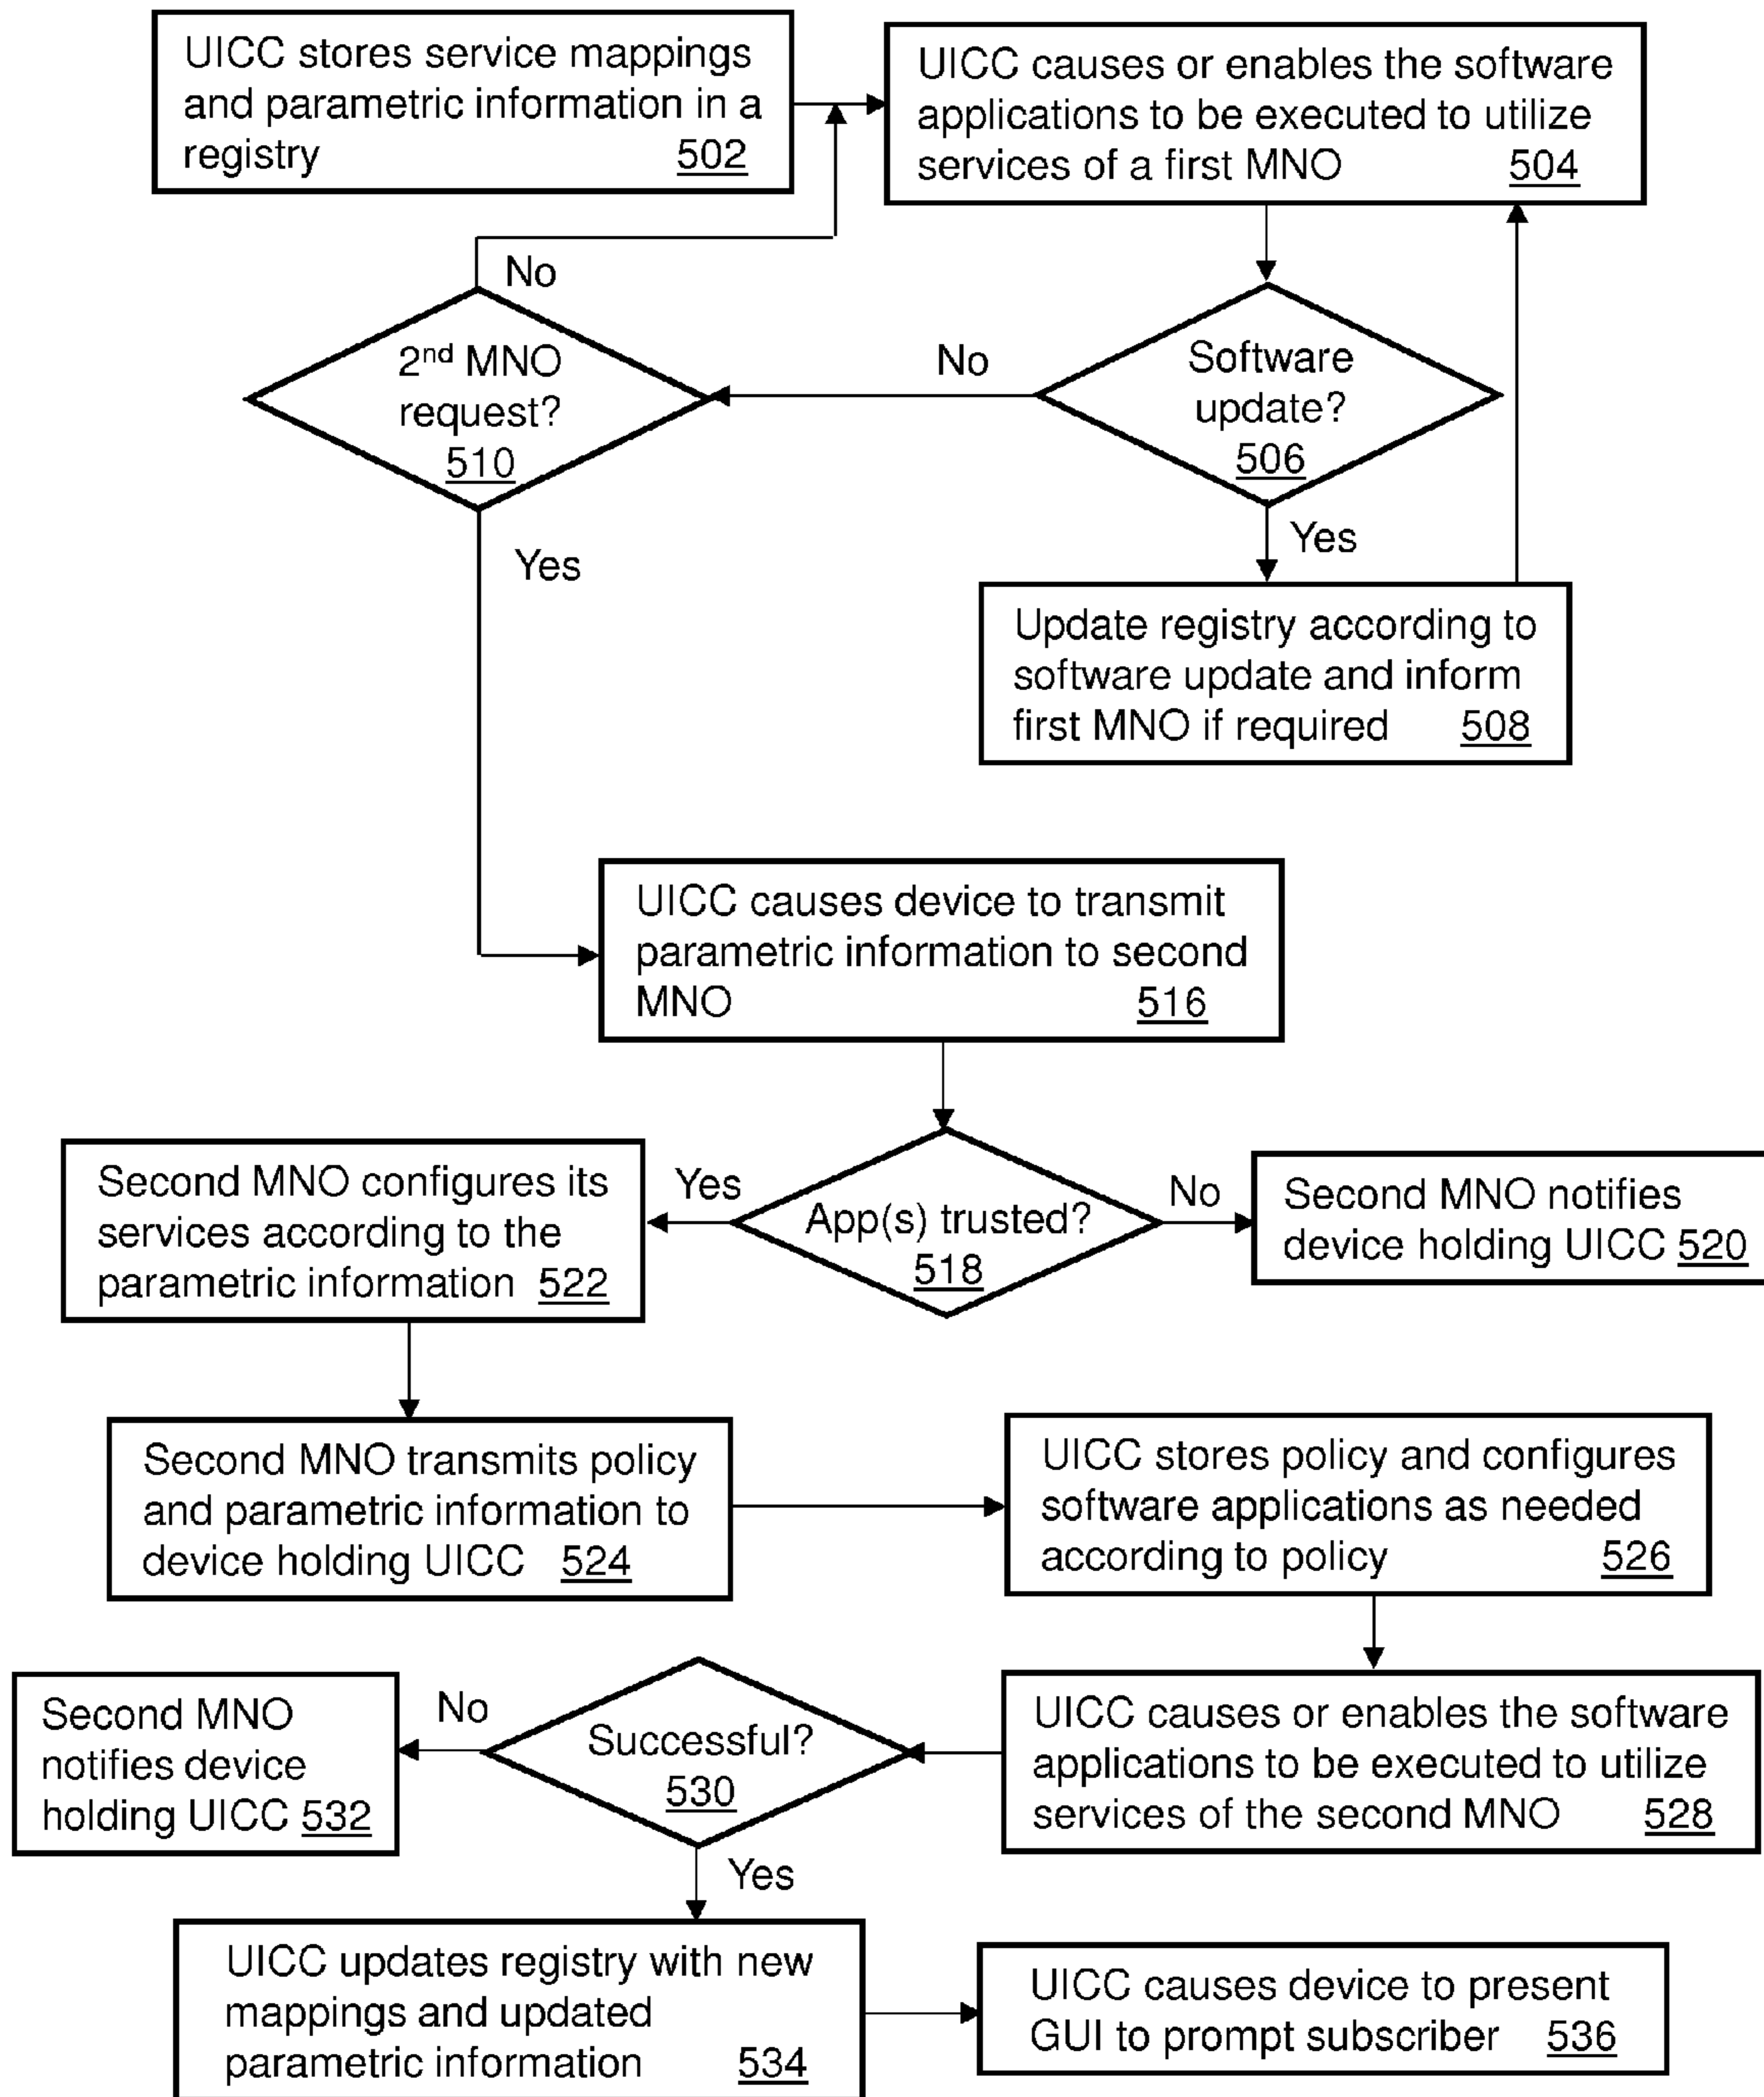 UICC stores service mappings
and parametric information in a
registry 502
UICC causes or enables the software
applications to be executed to utilize
services of a first MNO 504
No
2nd MNO
request?
510
No
Software
update?
506
Yes
Yes
Update registry according to
software update and inform
first MNO if required 508
UICC causes device to transmit
parametric information to second
MNO 516
Second MNO configures its
services according to the
parametric information 522
Yes
App(s) trusted?
518
No
Second MNO notifies
device holding UICC 520
Second MNO transmits policy
and parametric information to
device holding UICC 524
UICC stores policy and configures
software applications as needed
according to policy 526
Second MNO
notifies device
holding UICC 532
No
Successful?
530
UICC causes or enables the software
applications to be executed to utilize
services of the second MNO 528
Yes
UICC updates registry with new
mappings and updated
parametric information 534
UICC causes device to present
GUI to prompt subscriber 536